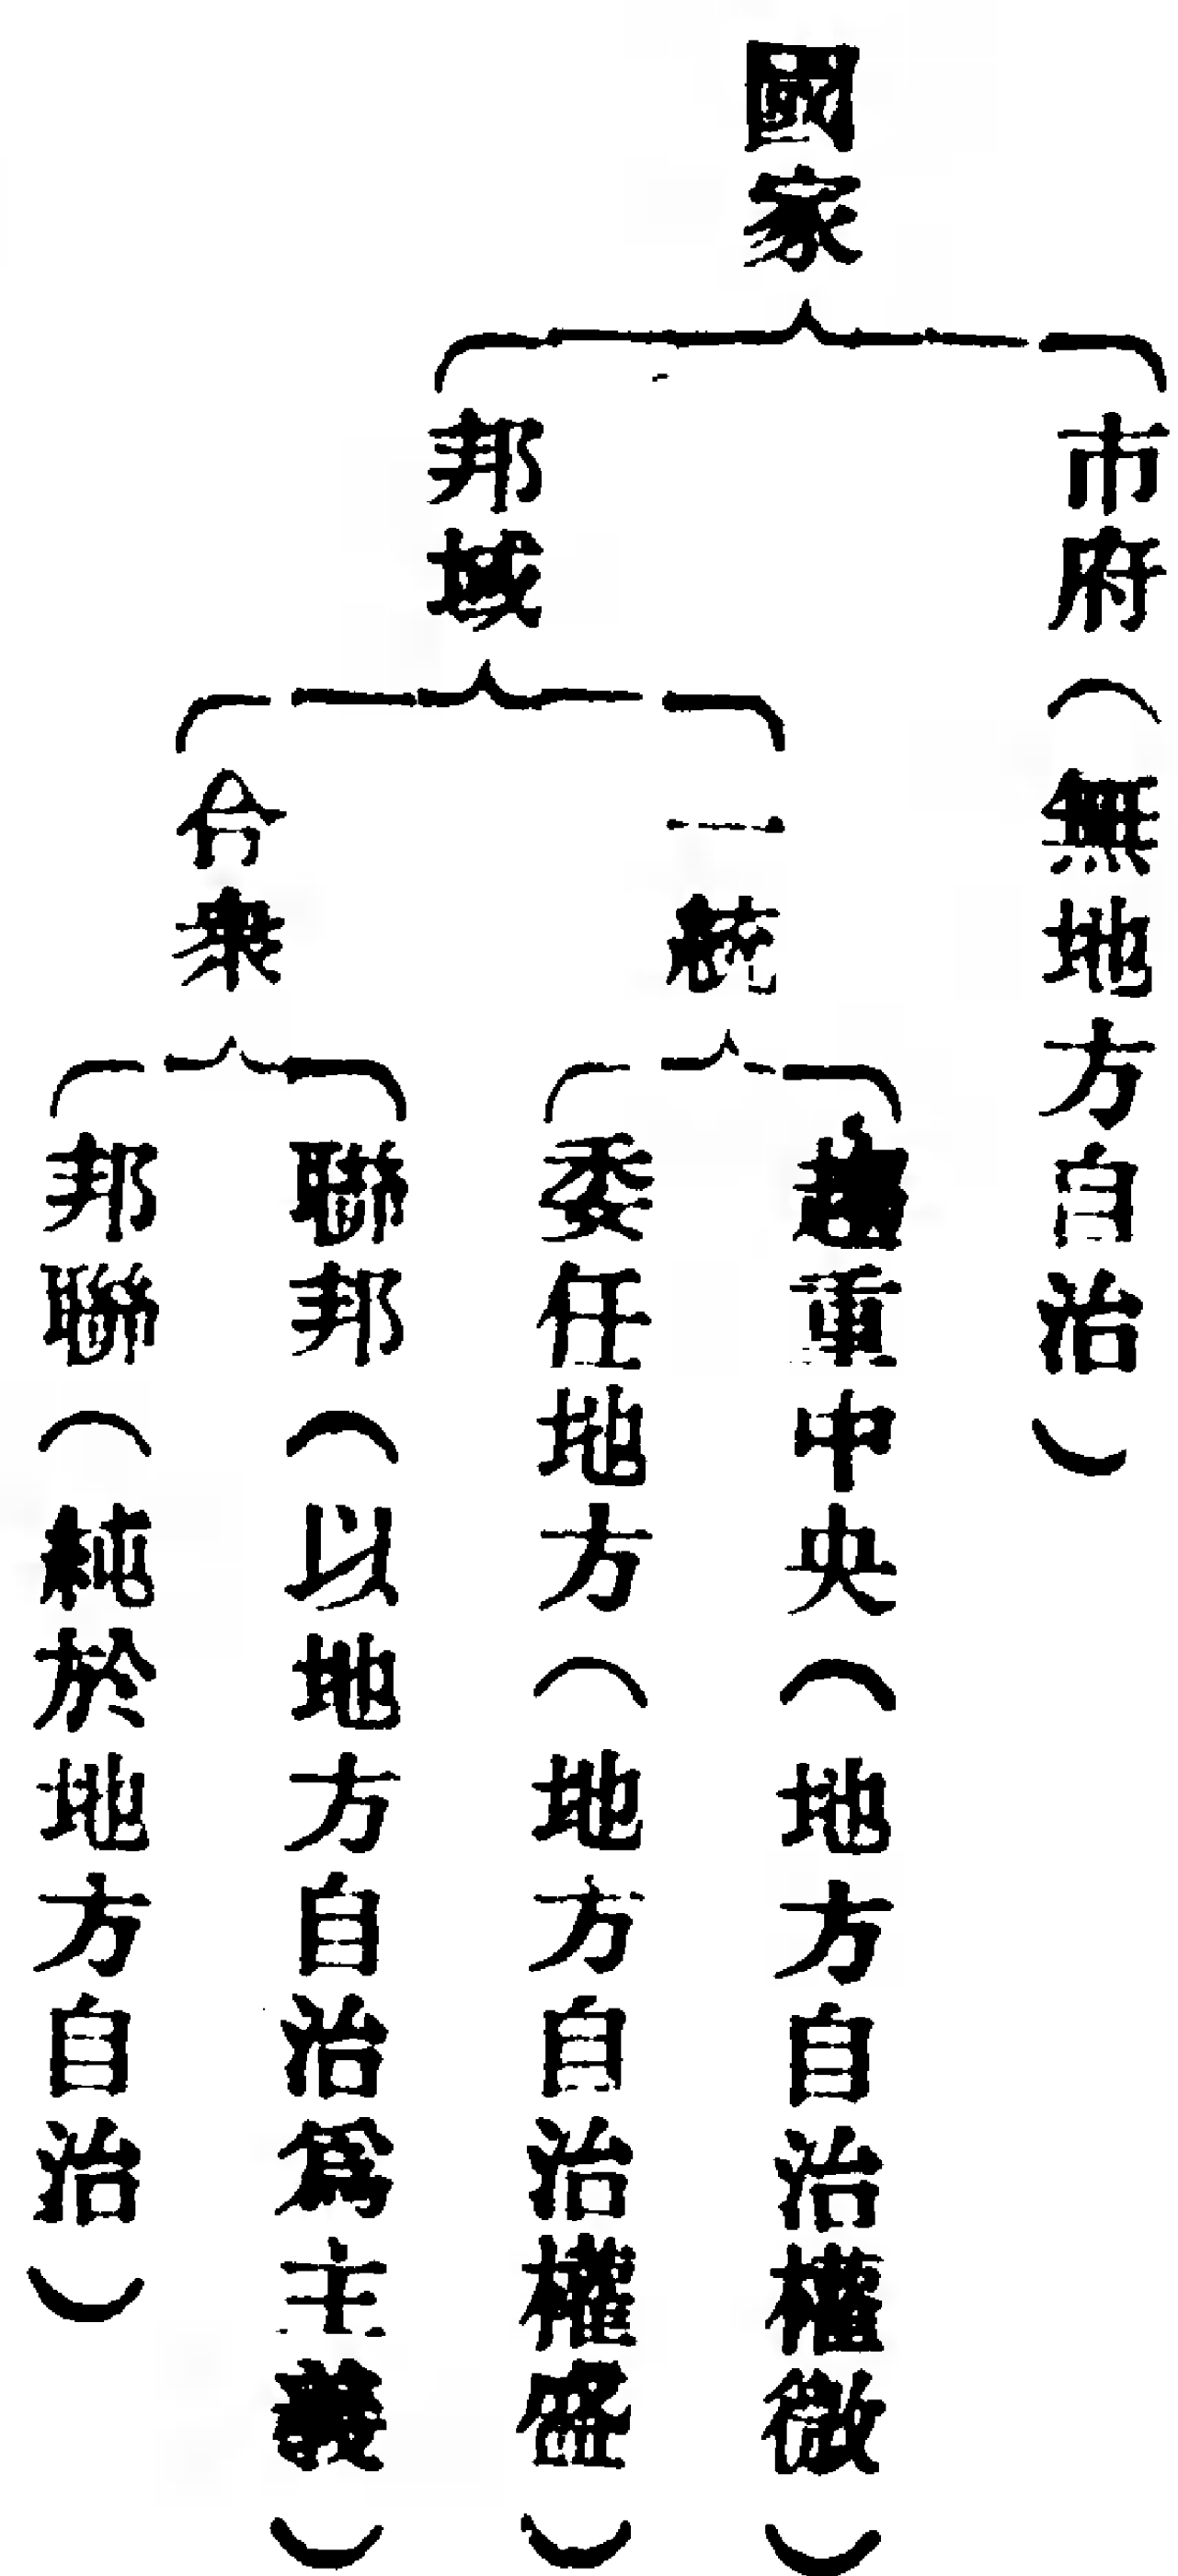 國家
市府（無地方自治）
邦域
一統
趨重中央（地方自治權微）
委任地方（地方自治權盛）
合衆
聯邦（以地方自治爲主義）
邦聯（純於地方自治）